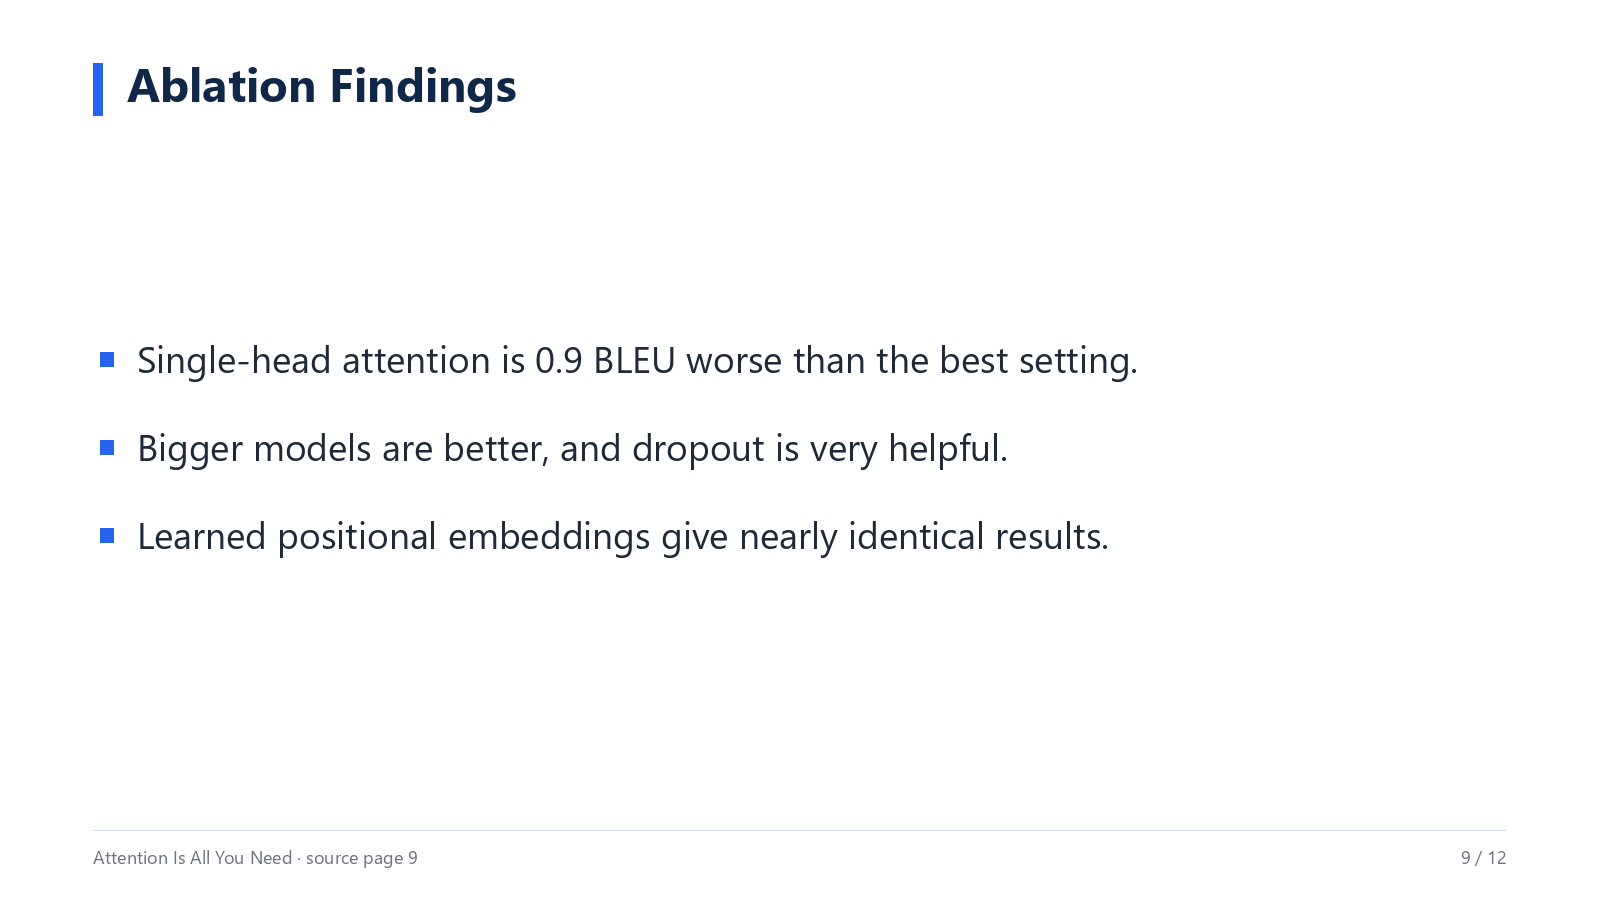 Ablation Findings
Single-head attention is 0.9 BLEU worse than the best setting.
Bigger models are better, and dropout is very helpful.
Learned positional embeddings give nearly identical results.
Attention Is All You Need · source page 9
9 / 12